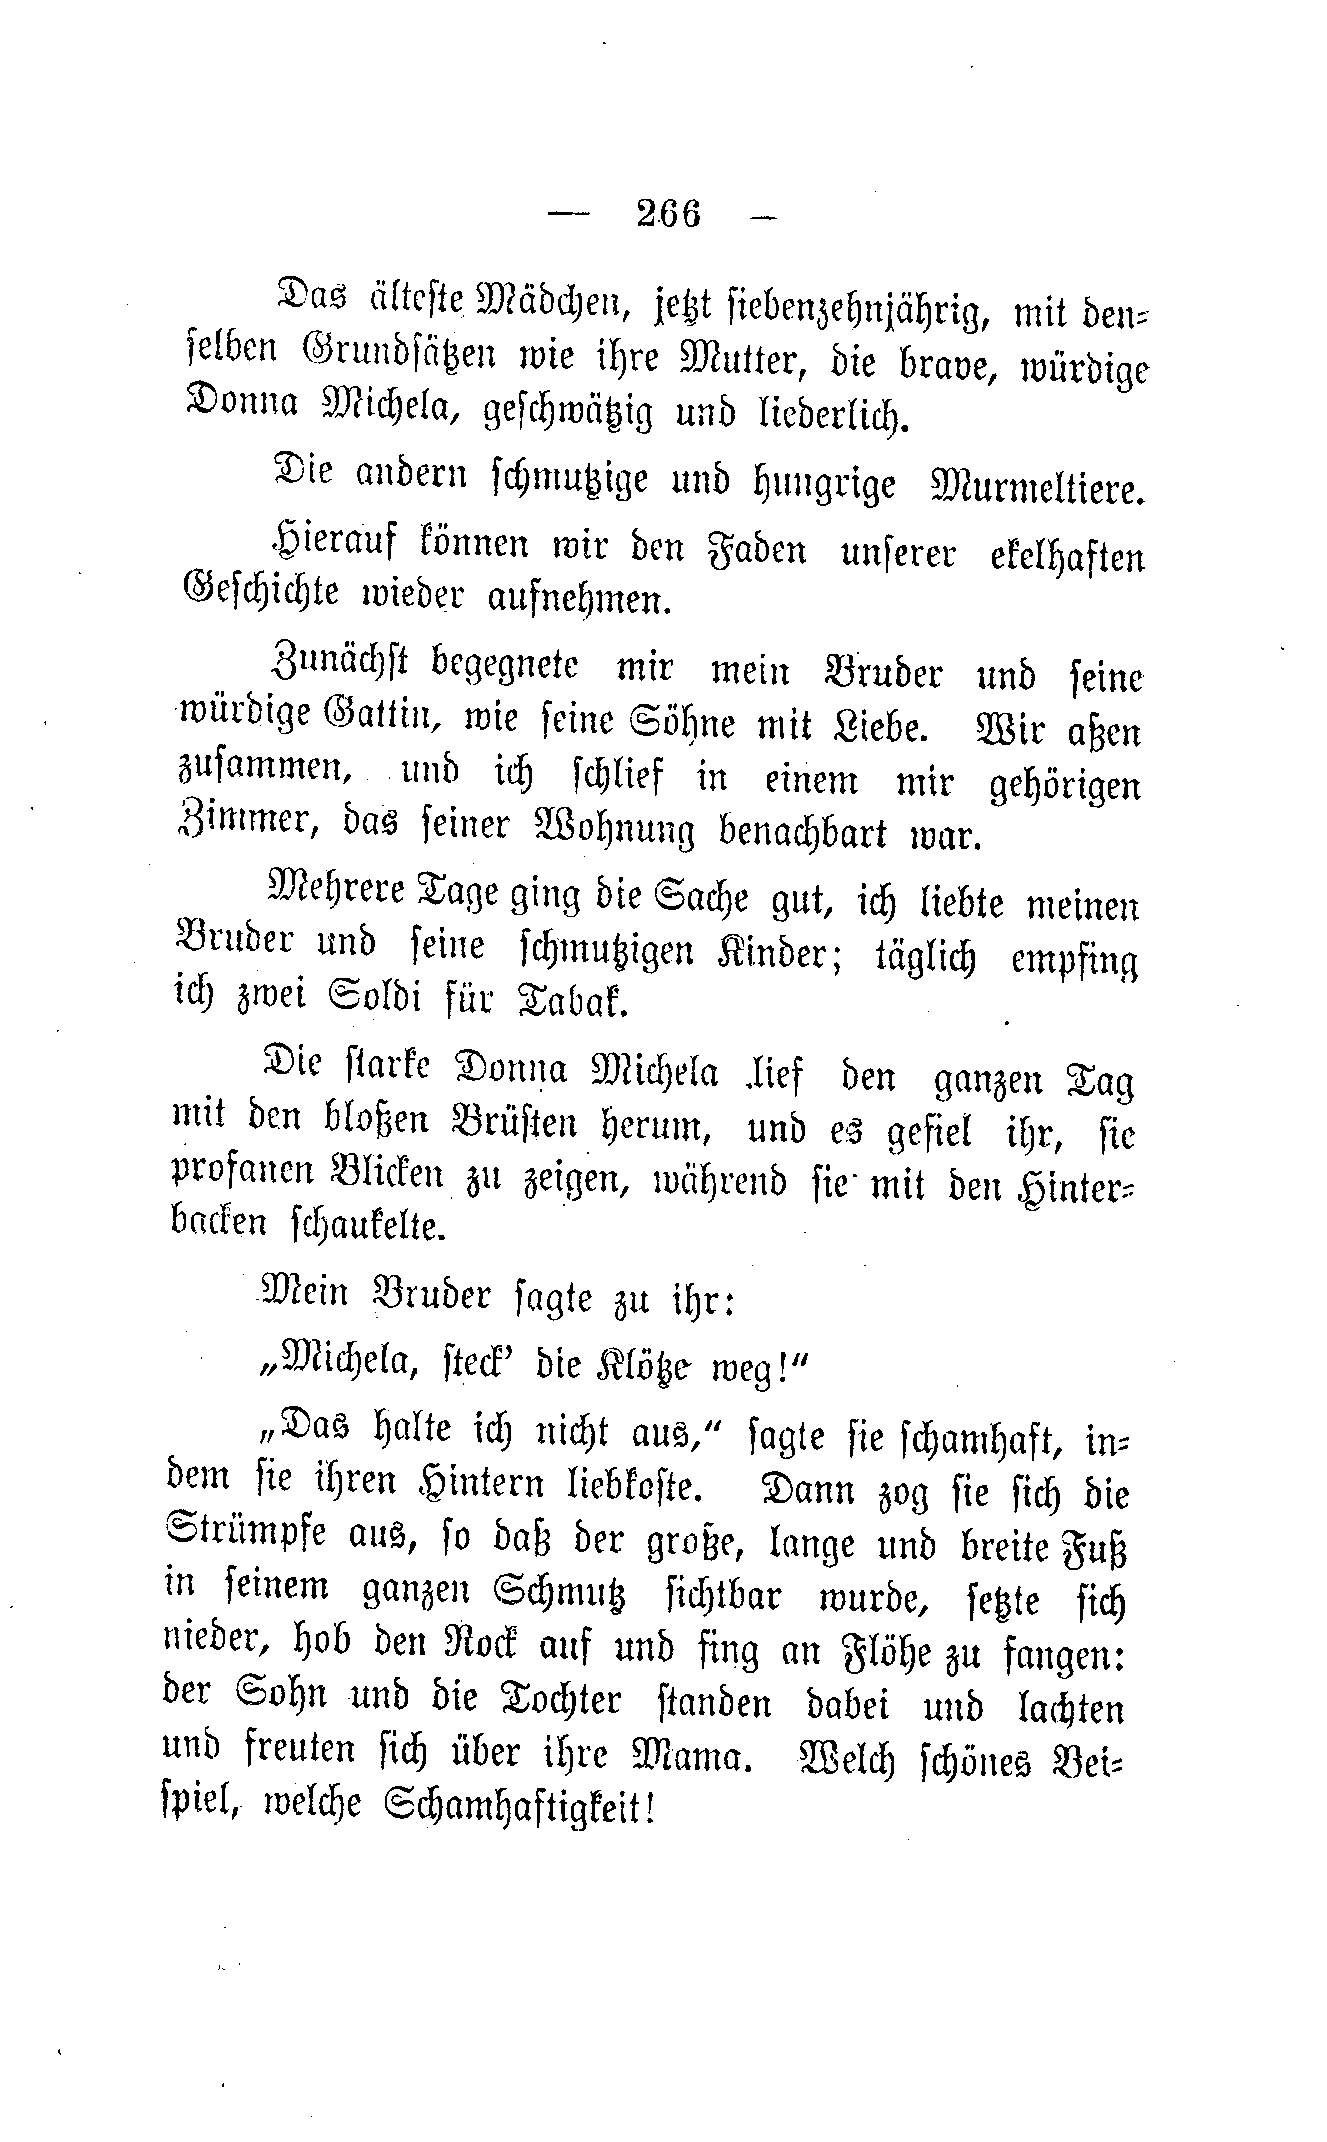 — 266 —
Das älteste Mädchen, jetzt siebenzehnjährig, mit den-
selben Grundsätzen wie ihre Mutter, die brave, würdige
Donna Michela, geschwätzig und liederlich.
Die andern schmutzige und hungrige Murmeltiere.
Hierauf können wir den Faden unserer ekelhaften
Geschichte wieder aufnehmen.
Zunächst begegnete mir mein Bruder und seine
würdige Gattin, wie seine Söhne mit Liebe. Wir aßen
zusammen, und ich schlief in einem mir gehörigen
Zimmer, das seiner Wohnung benachbart war.
Mehrere Tage ging die Sache gut, ich liebte meinen
Bruder und seine schmutzigen Kinder; täglich empfing
ich zwei Soldi für Tabak.
Die starke Donna Michela lief den ganzen Tag
mit den bloßen Brüsten herum, und es gefiel ihr, sie
profanen Blicken zu zeigen, während sie mit den Hinter-
backen schaukelte.
Mein Bruder sagte zu ihr:
„Michela, steck’ die Klötze weg!“
„Das halte ich nicht aus,“ sagte sie schamhaft, in-
dem sie ihren Hintern liebkoste. Dann zog sie sich die
Strümpfe aus, so daß der große, lange und breite Fuß
in seinem ganzen Schmutz sichtbar wurde, setzte sich
nieder, hob den Rock auf und fing an Flöhe zu fangen:
der Sohn und die Tochter standen dabei und lachten
und freuten sich über ihre Mama. Welch schönes Bei-
spiel, welche Schamhaftigkeit!